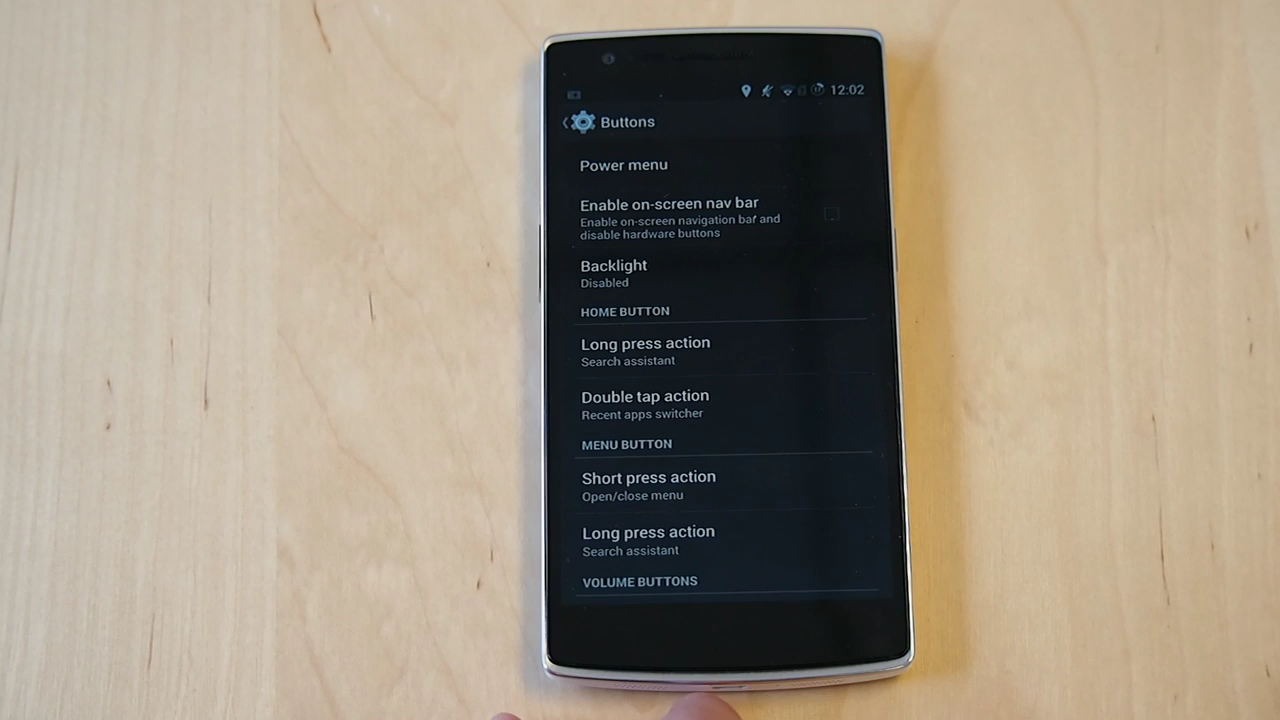 12:02
Buttons
Power menu
Enable on-screen nav bar
Enable on-screen navigation bar and
disable hardware buttons
Backlight
Disabled
HOME BUTTON
Long press action
Search assistant
Double tap action
Recent apps switcher
MENU BUTTON
Short press action
Open/close menu
Long press action
Search assistant
VOLUME BUTTONS